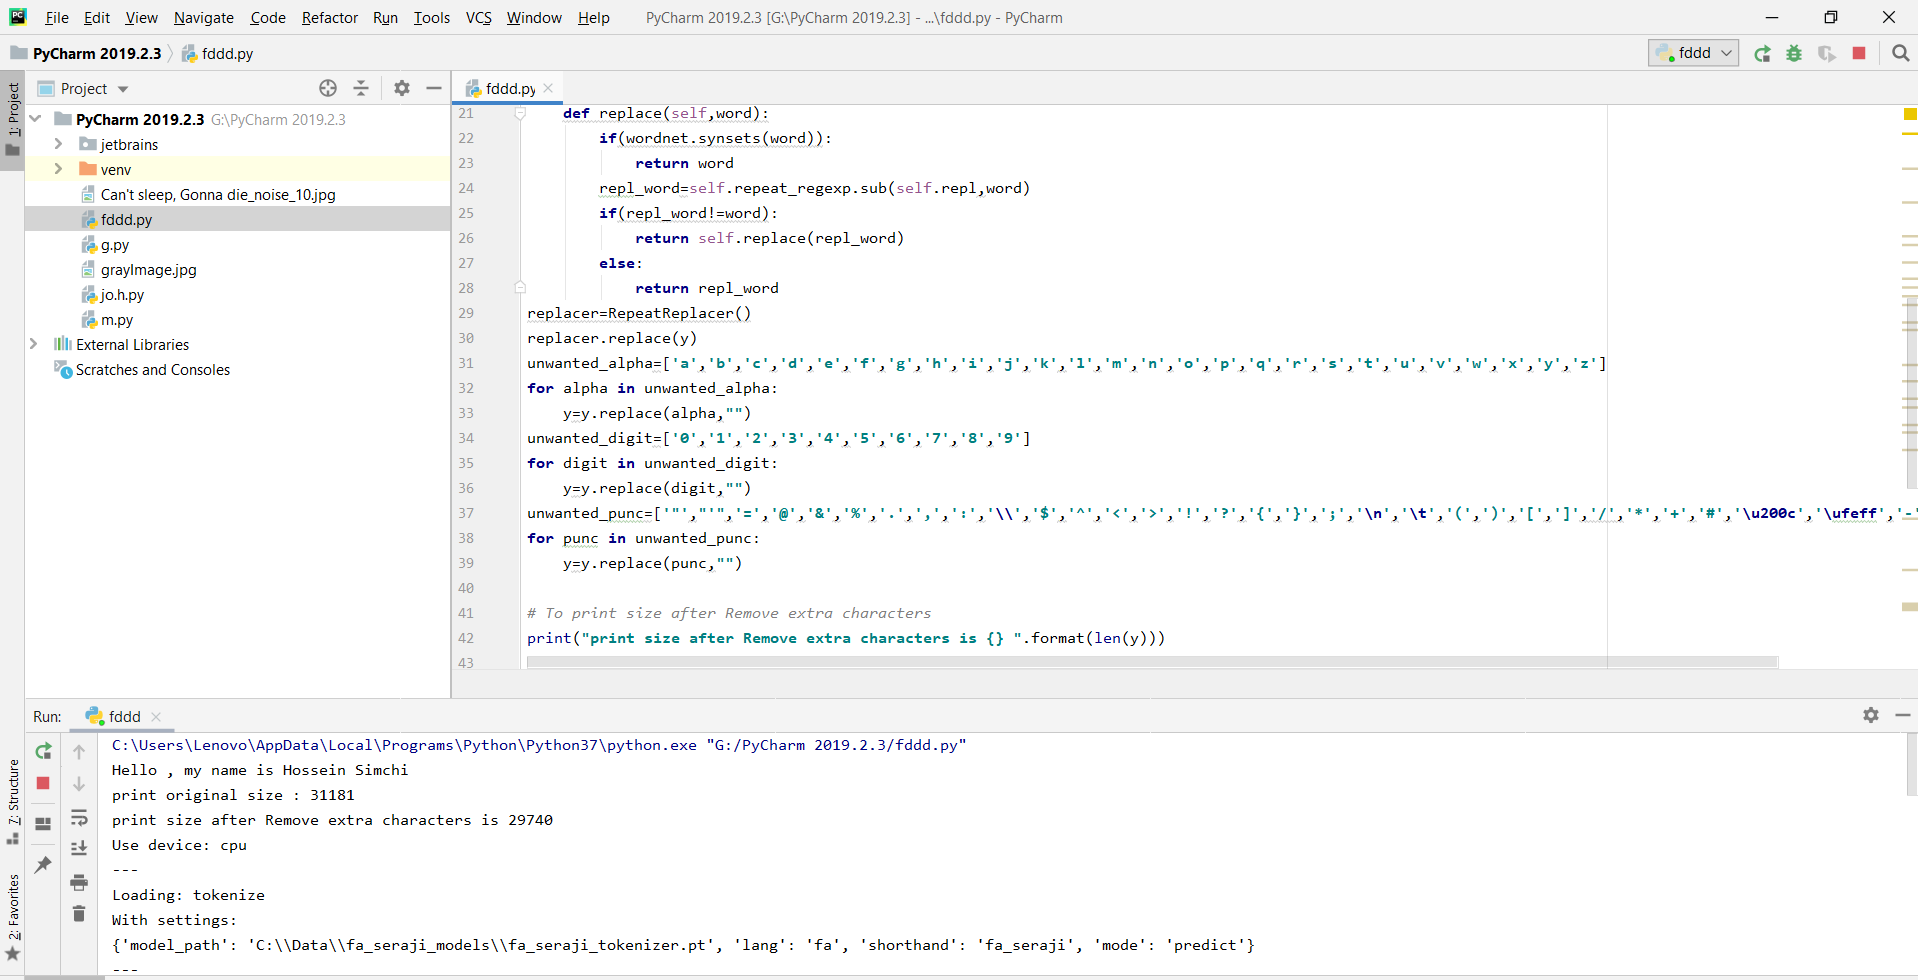 File Edit View Navigate Code Refactor Run Tools VCS Window Help PyCharm 2019.2.3 [G:\PyCharm 2019.2.3] - ...\fddd.py - PyCharm
PyCharm 2019.2.3 fddd.py fddd
1: Project
Project
PyCharm 2019.2.3 G:\PyCharm 2019.2.3
jetbrains
venv
Can't sleep, Gonna die_noise_10.jpg
fddd.py
g.py
grayImage.jpg
jo.h.py
m.py
External Libraries
Scratches and Consoles
fddd.py
21 def replace(self,word):
22 if(wordnet.synsets(word)):
23 return word
24 repl_word=self.repeat_regexp.sub(self.repl,word)
25 if(repl_word!=word):
26 return self.replace(repl_word)
27 else:
28 return repl_word
29 replacer=RepeatReplacer()
30 replacer.replace(y)
31 unwanted_alpha=['a','b','c','d','e','f','g','h','i','j','k','l','m','n','o','p','q','r','s','t','u','v','w','x','y','z']
32 for alpha in unwanted_alpha:
33 y=y.replace(alpha,"")
34 unwanted_digit=['0','1','2','3','4','5','6','7','8','9']
35 for digit in unwanted_digit:
36 y=y.replace(digit,"")
37 unwanted_punc=['"',"'",'=','@','&','%','.',',',':','\\','$','^','<','>','!','?','{','}',';','\n','\t','(',')','[',']','/','*','+','#','\u200c','\ufeff','-'
38 for punc in unwanted_punc:
39 y=y.replace(punc,"")
40
41 # To print size after Remove extra characters
42 print("print size after Remove extra characters is {} ".format(len(y)))
43
Run: fddd
7: Structure
2: Favorites
C:\Users\Lenovo\AppData\Local\Programs\Python\Python37\python.exe "G:/PyCharm 2019.2.3/fddd.py"
Hello , my name is Hossein Simchi
print original size : 31181
print size after Remove extra characters is 29740
Use device: cpu
---
Loading: tokenize
With settings:
{'model_path': 'C:\\Data\\fa_seraji_models\\fa_seraji_tokenizer.pt', 'lang': 'fa', 'shorthand': 'fa_seraji', 'mode': 'predict'}
---